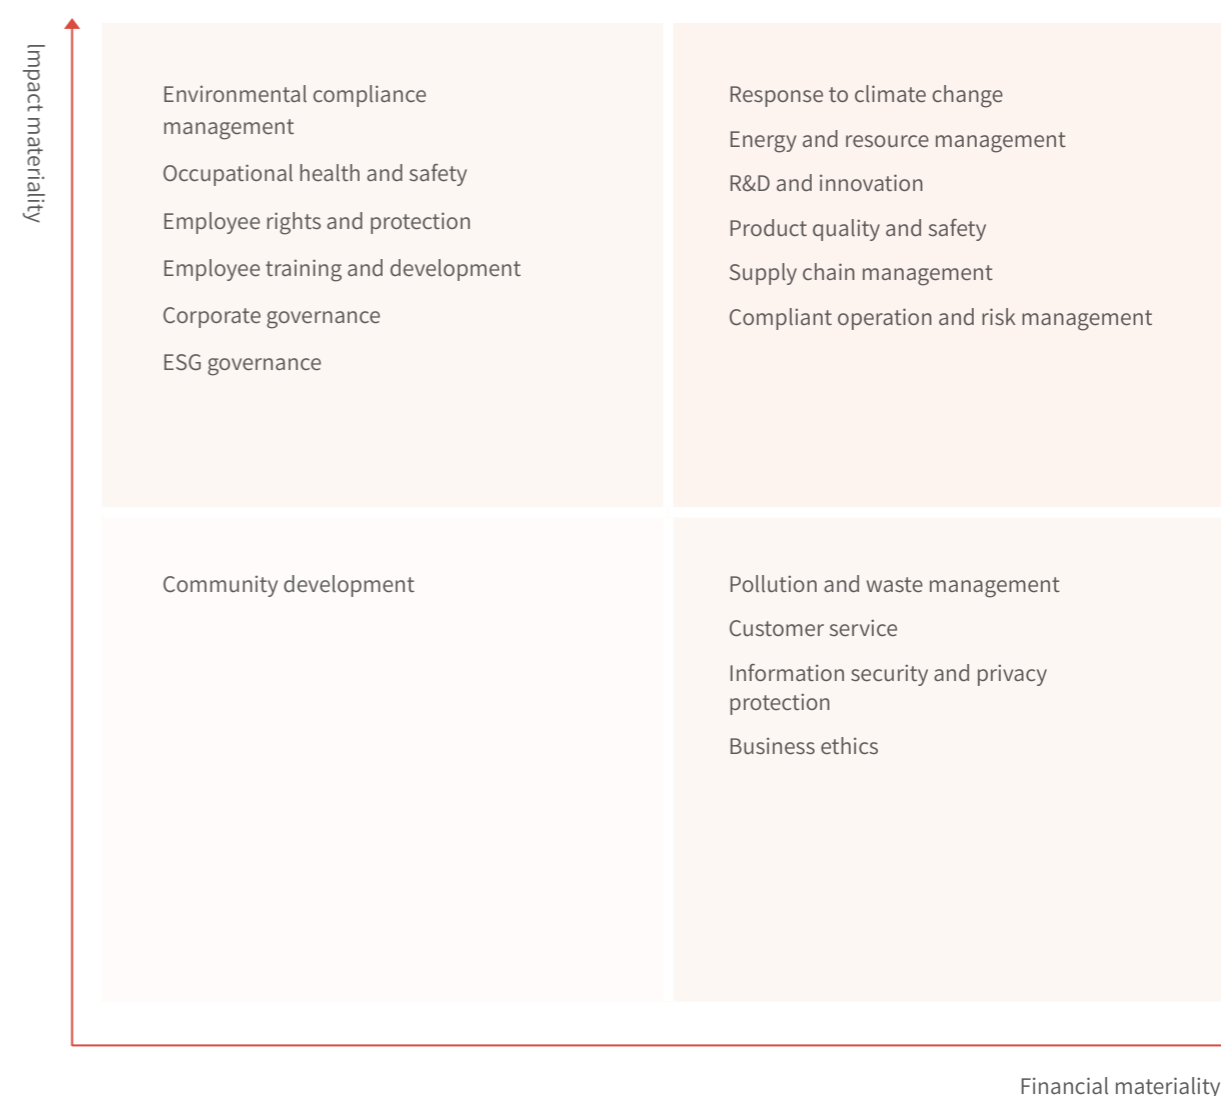 Impact materiality
Environmental compliance
management
Occupational health and safety
Employee rights and protection
Employee training and development
Corporate governance
ESG governance
Response to climate change
Energy and resource management
R&D and innovation
Product quality and safety
Supply chain management
Compliant operation and risk management
Community development
Pollution and waste management
Customer service
Information security and privacy
protection
Business ethics
Financial materiality